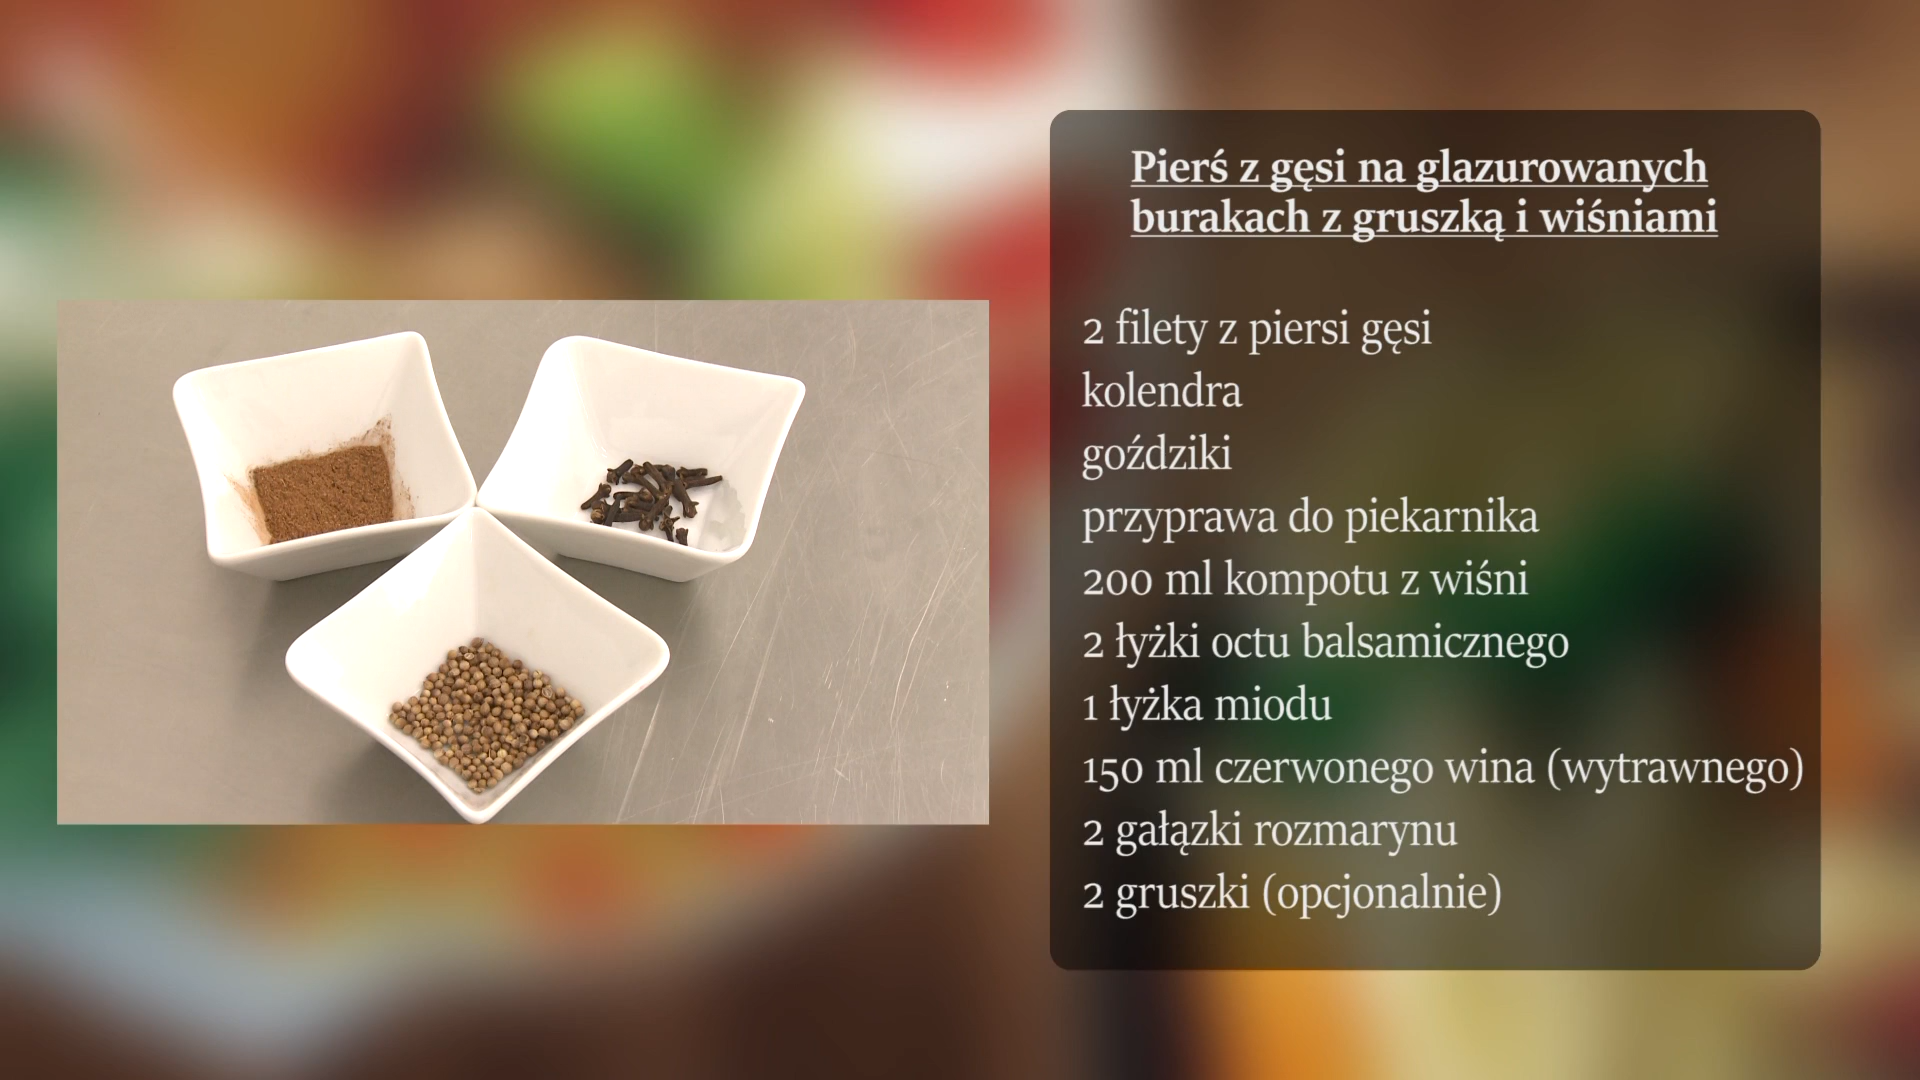 Pierś z gęsi na glazurowanych
burakach z gruszką i wiśniami
2 filety z piersi gęsi
kolendra
goździki
przyprawa do piekarnika
200 ml kompotu z wiśni
2 łyżki octu balsamicznego
1 łyżka miodu
150 ml czerwonego wina (wytrawnego)
2 gałązki rozmarynu
2 gruszki (opcjonalnie)